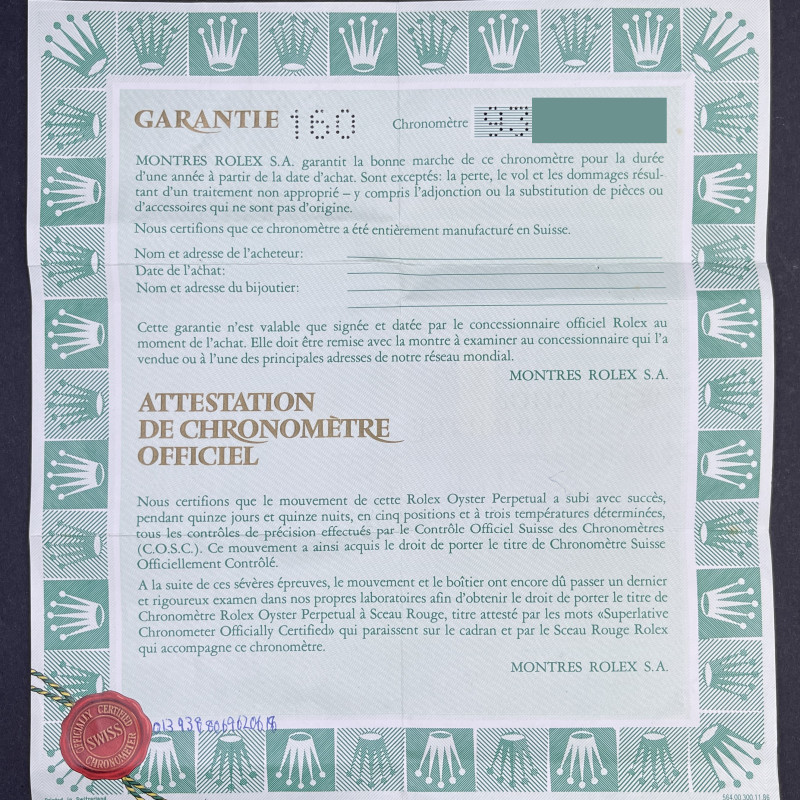 GARANTIE 160 Chronomètre 93
MONTRES ROLEX S.A. garantit la bonne marche de ce chronomètre pour la durée
d'une année à partir de la date d'achat. Sont exceptés: la perte, le vol et les dommages résul-
tant d'un traitement non approprié – y compris l'adjonction ou la substitution de pièces ou
d'accessoires qui ne sont pas d'origine.
Nous certifions que ce chronomètre a été entièrement manufacturé en Suisse.
Nom et adresse de l'acheteur:
Date de l'achat:
Nom et adresse du bijoutier:
Cette garantie n'est valable que signée et datée par le concessionnaire officiel Rolex au
moment de l'achat. Elle doit être remise avec la montre à examiner au concessionnaire qui l'a
vendue ou à l'une des principales adresses de notre réseau mondial.
MONTRES ROLEX S.A.
ATTESTATION
DE CHRONOMÈTRE
OFFICIEL
Nous certifions que le mouvement de cette Rolex Oyster Perpetual a subi avec succès,
pendant quinze jours et quinze nuits, en cinq positions et à trois températures déterminées,
tous les contrôles de précision effectués par le Contrôle Officiel Suisse des Chronomètres
(C.O.S.C.). Ce mouvement a ainsi acquis le droit de porter le titre de Chronomètre Suisse
Officiellement Contrôlé.
A la suite de ces sévères épreuves, le mouvement et le boîtier ont encore dû passer un dernier
et rigoureux examen dans nos propres laboratoires afin d'obtenir le droit de porter le titre de
Chronomètre Rolex Oyster Perpetual à Sceau Rouge, titre attesté par les mots «Superlative
Chronometer Officially Certified» qui paraissent sur le cadran et par le Sceau Rouge Rolex
qui accompagne ce chronomètre.
MONTRES ROLEX S.A.
OFFICIALLY CERTIFIED
SWISS
CHRONOMETER
Printed in Switzerland
564.00.300.11.86